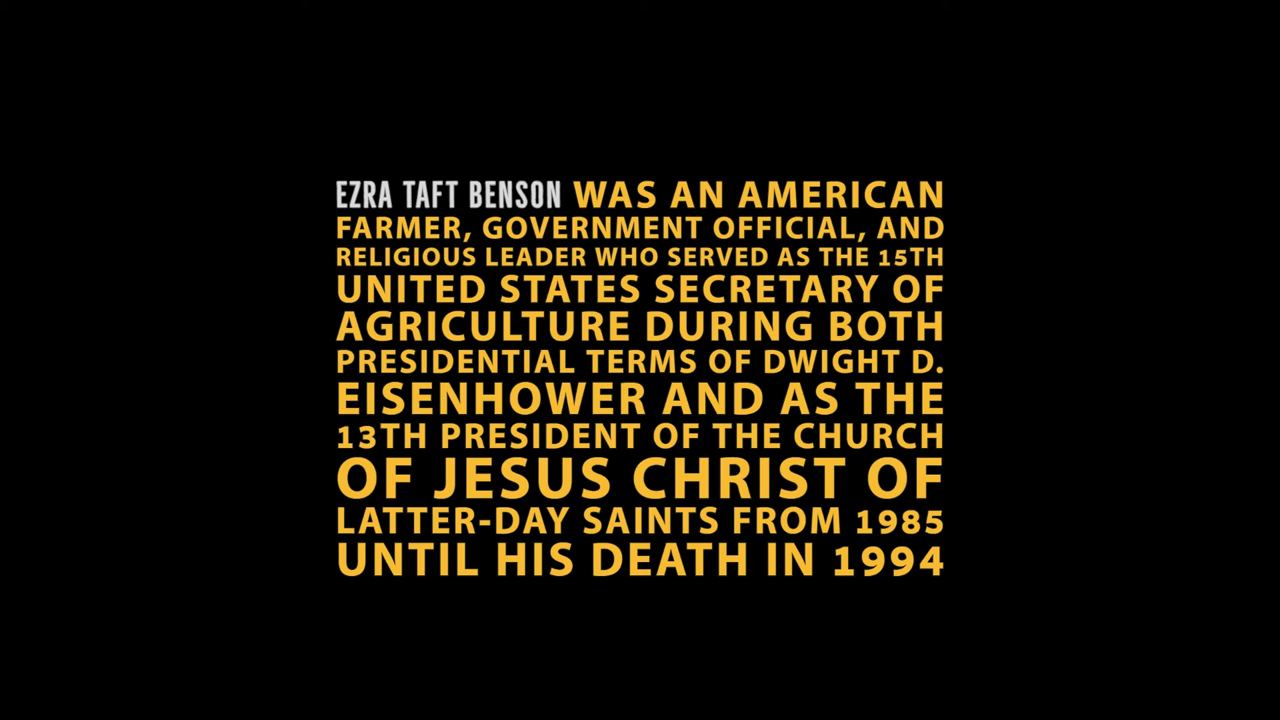 EZRA TAFT BENSON WAS AN AMERICAN
FARMER, GOVERNMENT OFFICIAL, AND
RELIGIOUS LEADER WHO SERVED AS THE 15TH
UNITED STATES SECRETARY OF
AGRICULTURE DURING BOTH
PRESIDENTIAL TERMS OF DWIGHT D.
EISENHOWER AND AS THE
13TH PRESIDENT OF THE CHURCH
OF JESUS CHRIST OF
LATTER-DAY SAINTS FROM 1985
UNTIL HIS DEATH IN 1994